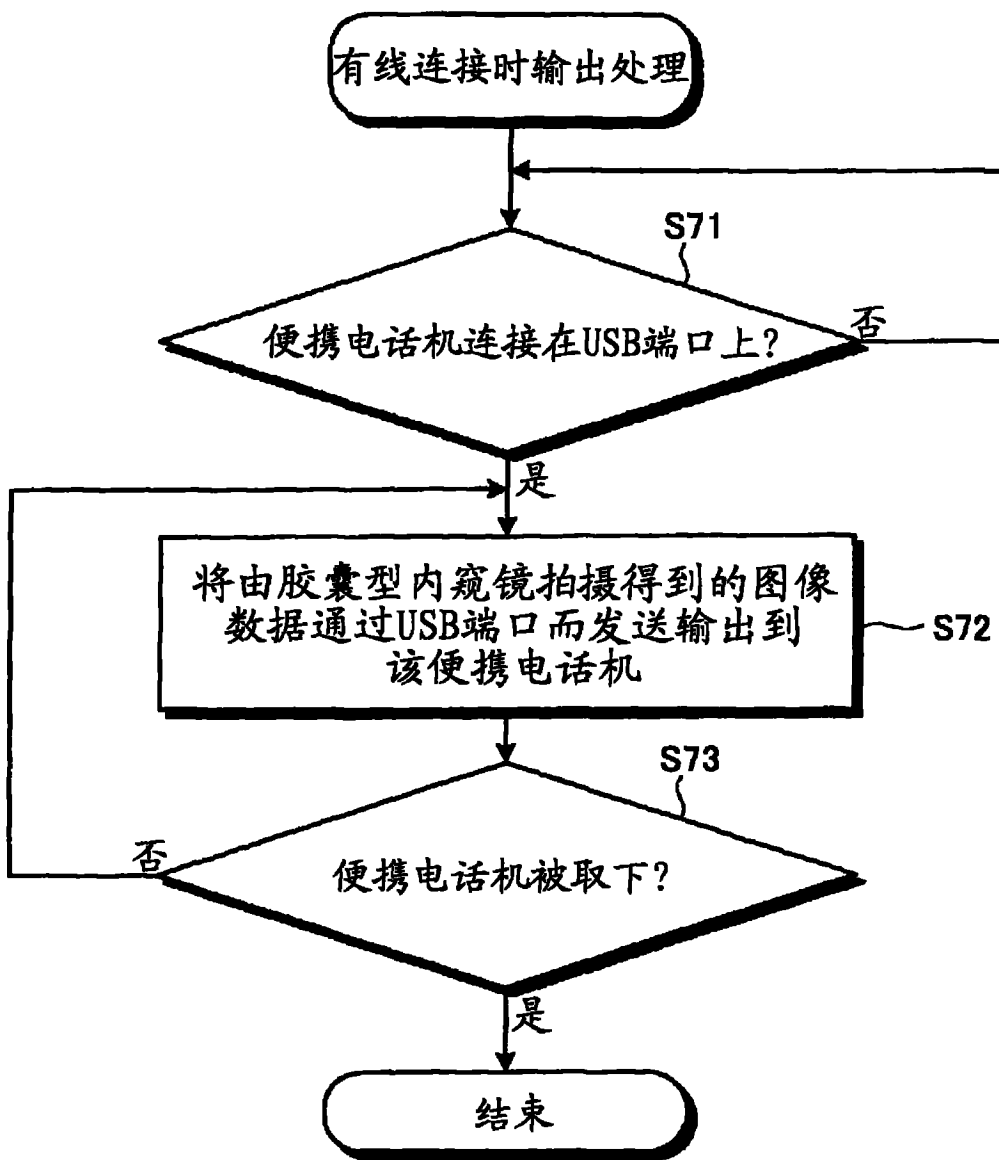 有线连接时输出处理
S71
便携电话机连接在USB端口上?
否
是
将由胶囊型内窥镜拍摄得到的图像
数据通过USB端口而发送输出到
该便携电话机
S72
S73
便携电话机被取下?
否
是
结束